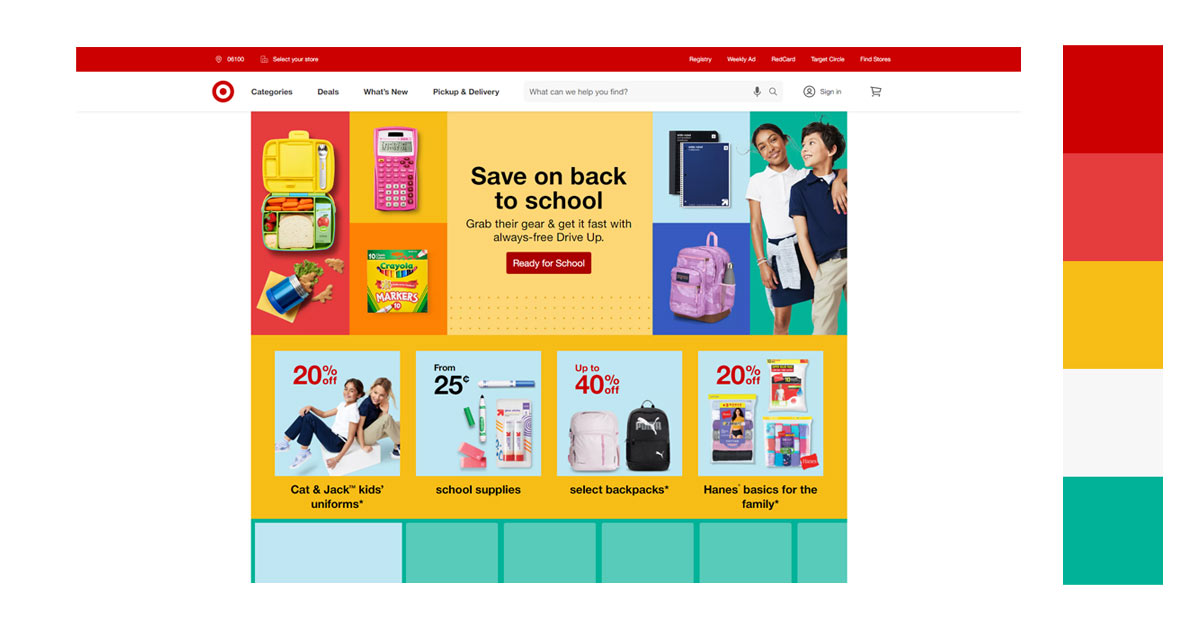 06100
Select your store
Registry
Weekly Ad
RedCard
Target Circle
Find Stores
Categories
Deals
What's New
Pickup & Delivery
What can we help you find?
Sign in
Save on back
to school
Grab their gear & get it fast with
always-free Drive Up.
Ready for School
10
Crayola
MARKERS
10
20% off
From
25¢
Up to
40% off
PUMA
20% off
Hanes
Cat & Jack™ kids'
uniforms*
school supplies
select backpacks*
Hanes® basics for the
family*